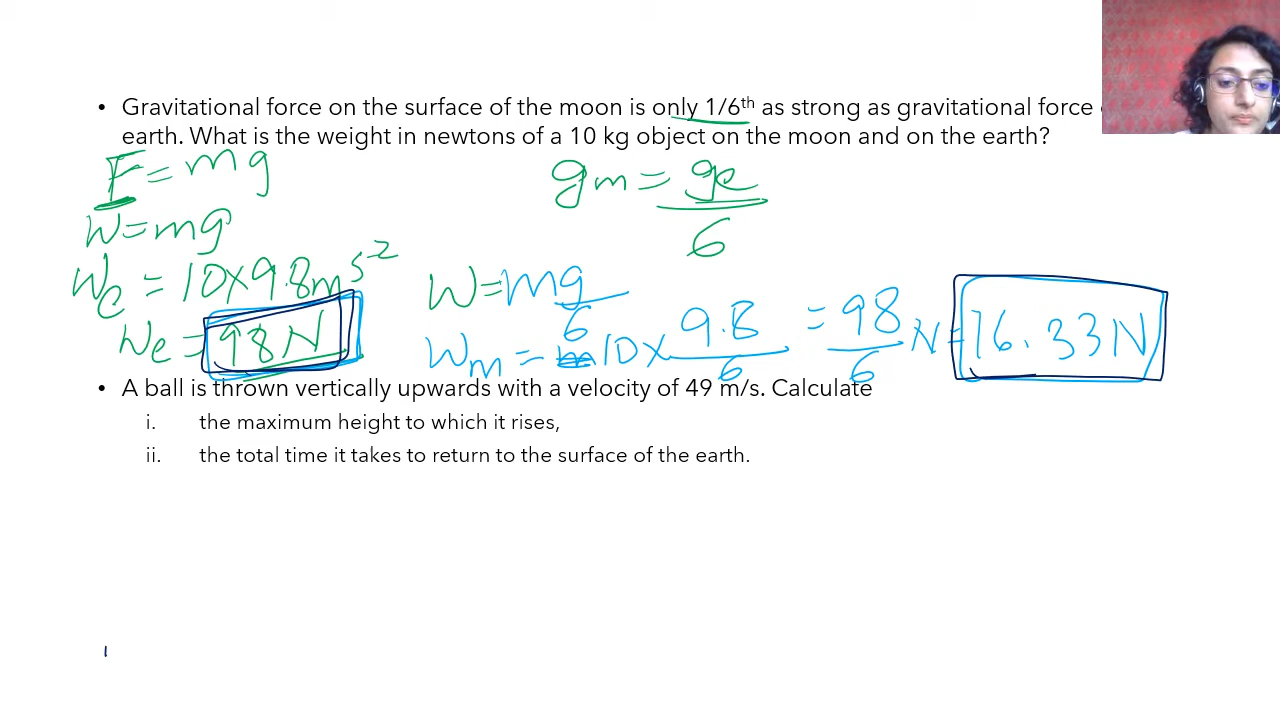 • Gravitational force on the surface of the moon is only 1/6th as strong as gravitational force
earth. What is the weight in newtons of a 10 kg object on the moon and on the earth?
F = mg
gm = ge/6
W = mg
We = 10 × 9.8 ms-2
W = mg/6
We = 98 N
Wm = 10 × 9.8/6 = 98/6 N = 16.33 N
• A ball is thrown vertically upwards with a velocity of 49 m/s. Calculate
i. the maximum height to which it rises,
ii. the total time it takes to return to the surface of the earth.